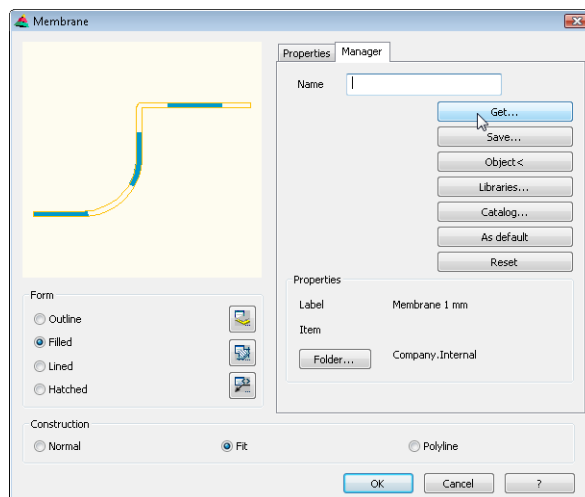 Membrane
Properties
Manager
Name
Get...
Save...
Object<
Libraries...
Catalog...
As default
Reset
Properties
Label
Membrane 1 mm
Item
Folder...
Company.Internal
Form
Outline
Filled
Lined
Hatched
Construction
Normal
Fit
Polyline
OK
Cancel
?